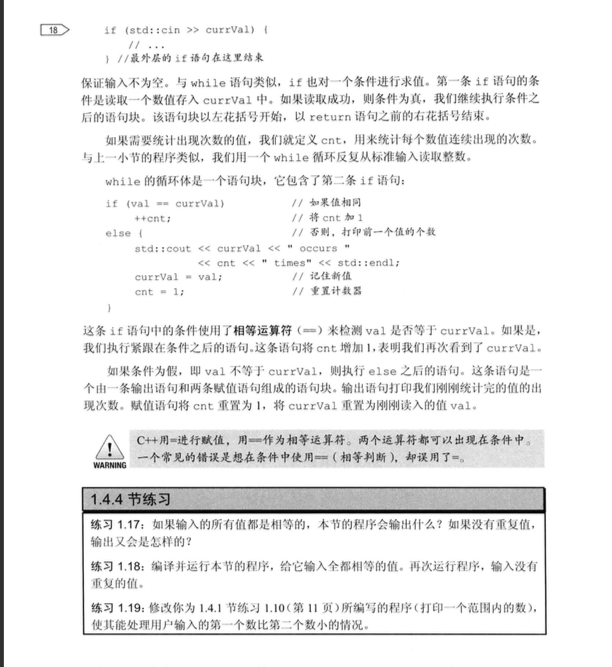 18
if (std::cin >> currVal) {
// ...
} //最外层的 if 语句在这里结束
保证输入不为空。与 while 语句类似，if 也对一个条件进行求值。第一条 if 语句的条
件是读取一个数值存入 currVal 中。如果读取成功，则条件为真，我们继续执行条件之
后的语句块。该语句块以左花括号开始，以 return 语句之前的右花括号结束。
如果需要统计出现次数的值，我们就定义 cnt，用来统计每个数值连续出现的次数。
与上一小节的程序类似，我们用一个 while 循环反复从标准输入读取整数。
while 的循环体是一个语句块，它包含了第二条 if 语句：
if (val == currVal) // 如果值相同
++cnt; // 将 cnt 加 1
else { // 否则，打印前一个值的个数
std::cout << currVal << " occurs "
<< cnt << " times" << std::endl;
currVal = val; // 记住新值
cnt = 1; // 重置计数器
}
这条 if 语句中的条件使用了相等运算符（==）来检测 val 是否等于 currVal。如果是，
我们执行紧跟在条件之后的语句。这条语句将 cnt 增加 1，表明我们再次看到了 currVal。
如果条件为假，即 val 不等于 currVal，则执行 else 之后的语句。这条语句是一
个由一条输出语句和两条赋值语句组成的语句块。输出语句打印我们刚刚统计完的值的出
现次数。赋值语句将 cnt 重置为 1，将 currVal 重置为刚刚读入的值 val。
C++用=进行赋值，用==作为相等运算符。两个运算符都可以出现在条件中。
一个常见的错误是想在条件中使用==（相等判断），却误用了=。
WARNING
1.4.4 节练习
练习 1.17：如果输入的所有值都是相等的，本节的程序会输出什么？如果没有重复值，
输出又会是怎样的？
练习 1.18：编译并运行本节的程序，给它输入全都相等的值。再次运行程序，输入没有
重复的值。
练习 1.19：修改你为 1.4.1 节练习 1.10（第 11 页）所编写的程序（打印一个范围内的数），
使其能处理用户输入的第一个数比第二个数小的情况。